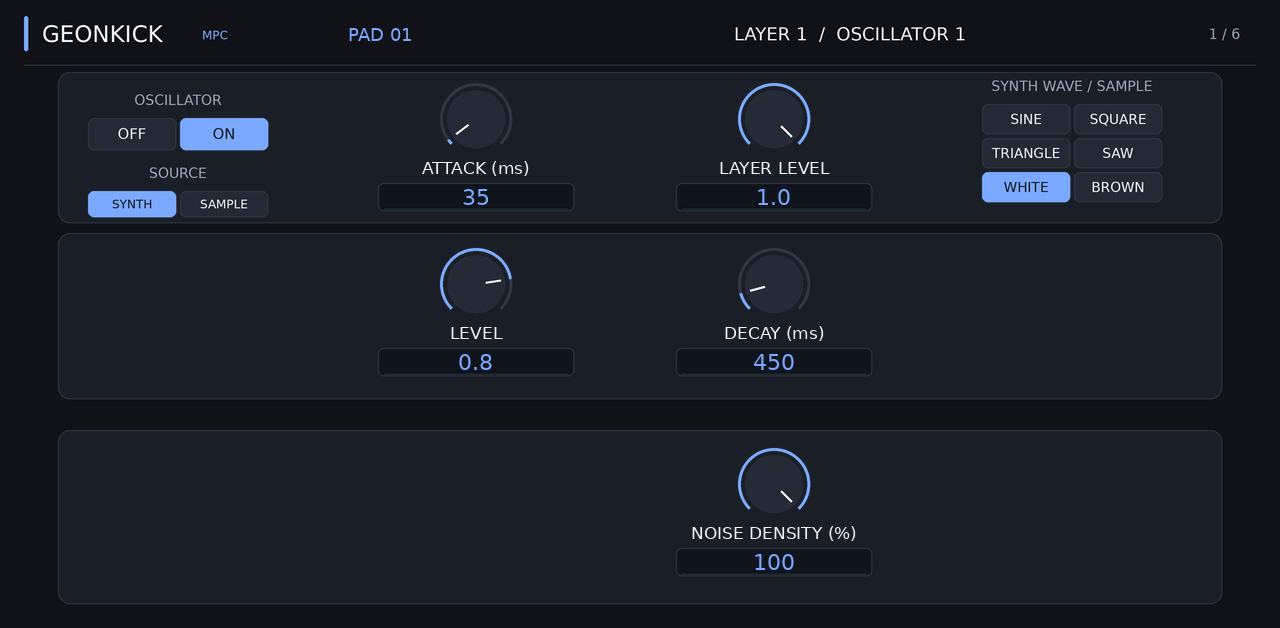 GEONKICK MPC PAD 01 LAYER 1 / OSCILLATOR 1 1 / 6
OSCILLATOR
OFF ON
SOURCE
SYNTH SAMPLE
ATTACK (ms)
35
LAYER LEVEL
1.0
SYNTH WAVE / SAMPLE
SINE SQUARE
TRIANGLE SAW
WHITE BROWN
LEVEL
0.8
DECAY (ms)
450
NOISE DENSITY (%)
100